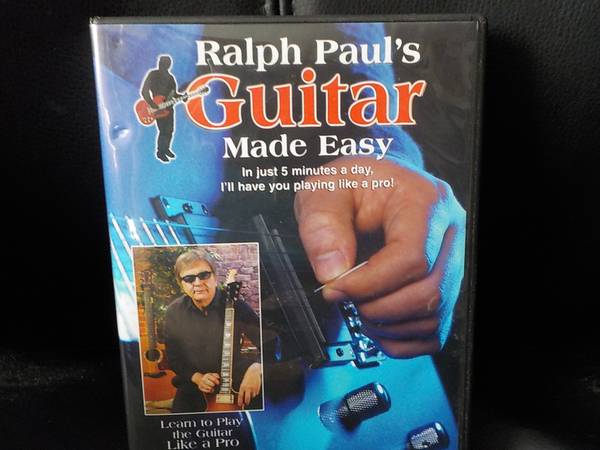 Ralph Paul's
Guitar
Made Easy
In just 5 minutes a day,
I'll have you playing like a pro!
Learn to Play
the Guitar
Like a Pro